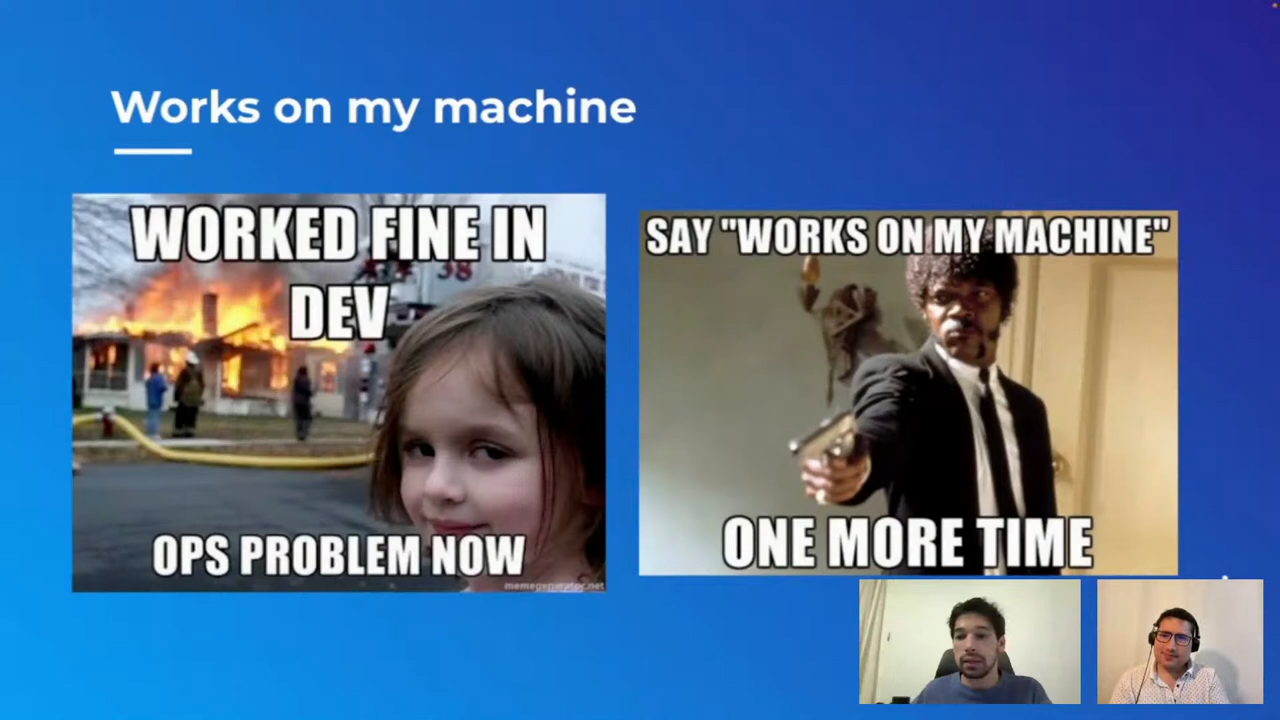 Works on my machine
WORKED FINE IN
DEV
38
OPS PROBLEM NOW
memegenerator.net
SAY "WORKS ON MY MACHINE"
ONE MORE TIME